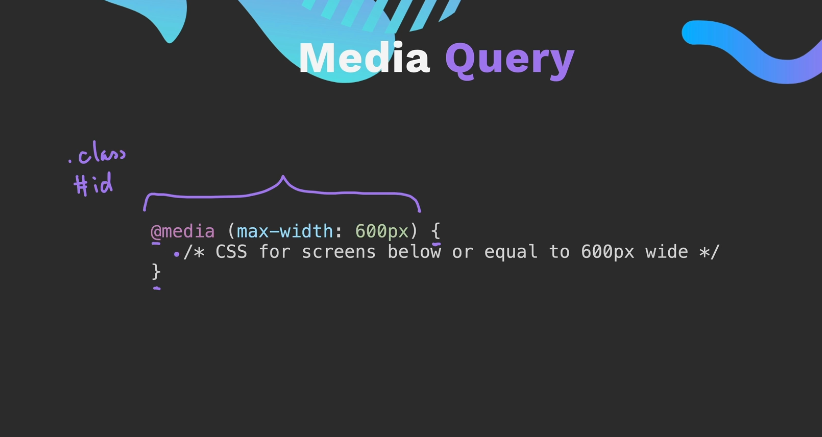 Media Query
.class
#id
@media (max-width: 600px) {
/* CSS for screens below or equal to 600px wide */
}